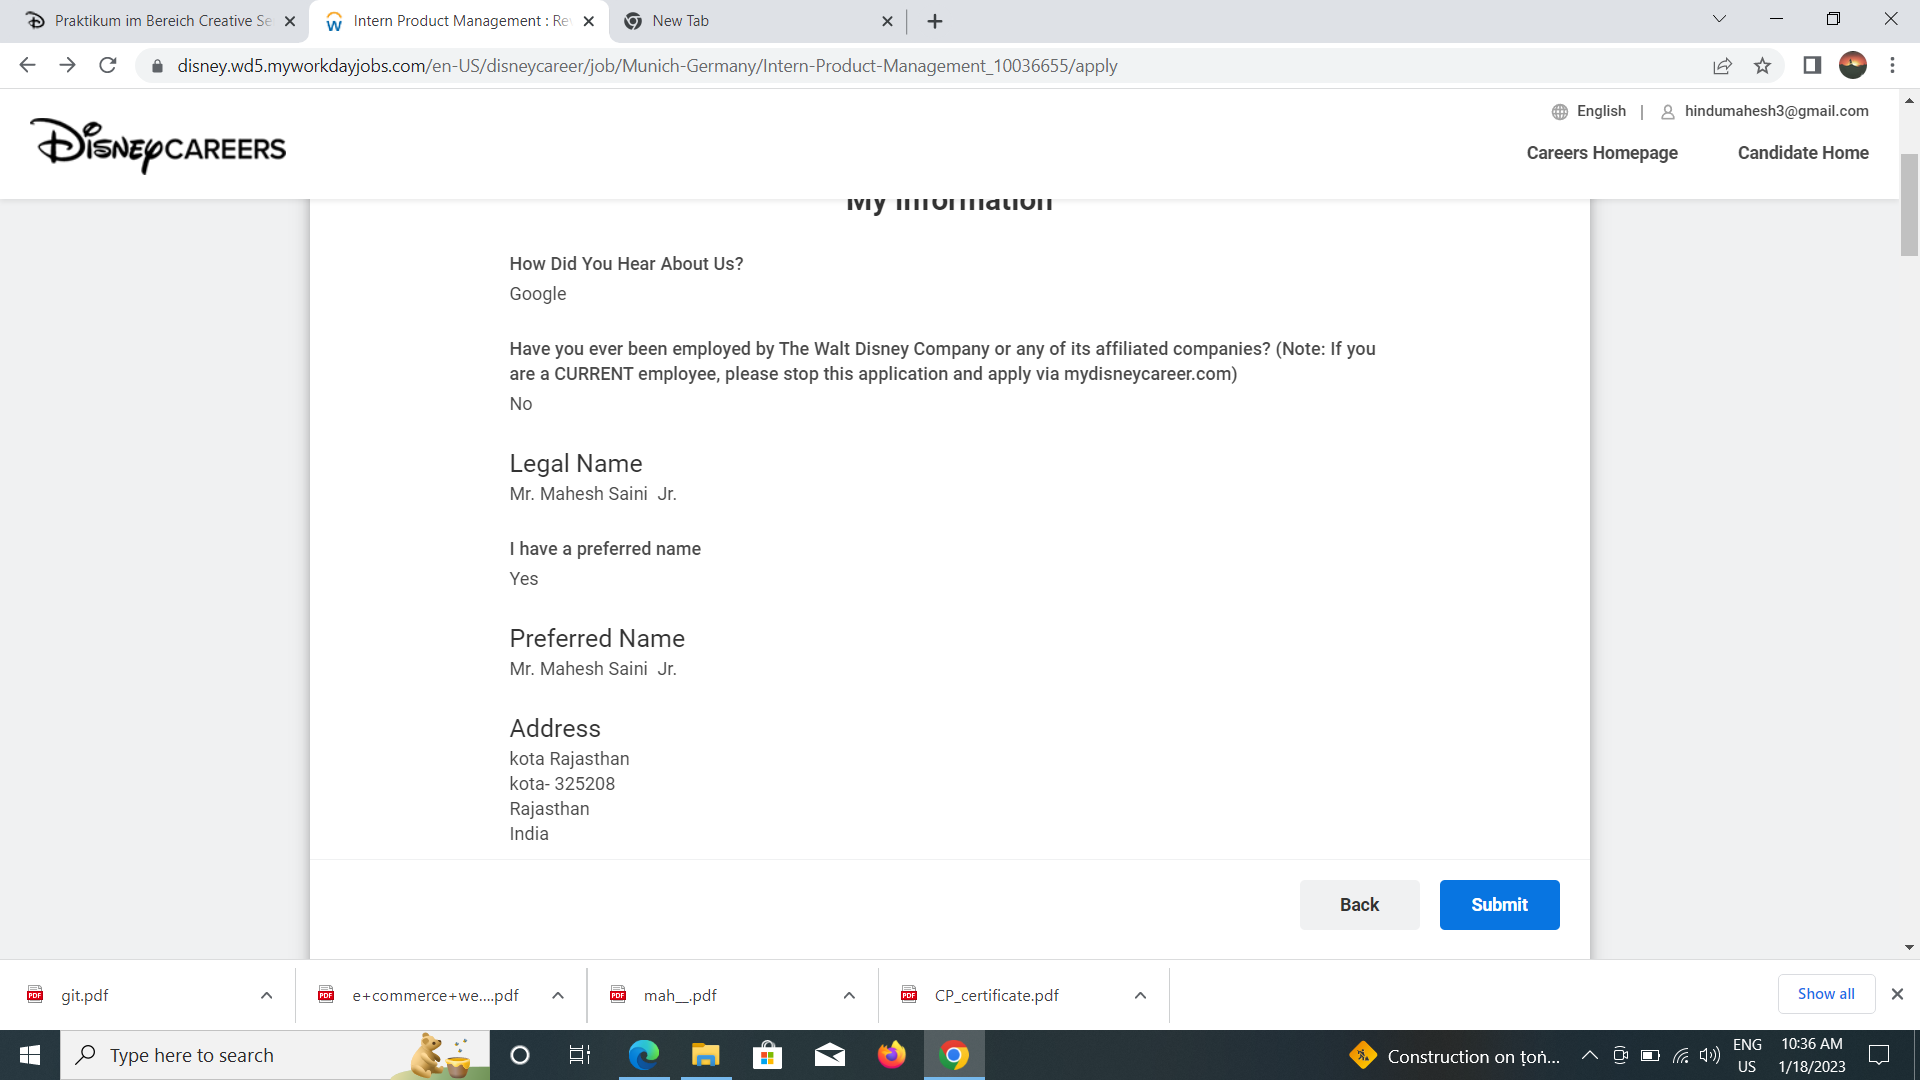 Praktikum im Bereich Creative Se
Intern Product Management : Re
New Tab
disney.wd5.myworkdayjobs.com/en-US/disneycareer/job/Munich-Germany/Intern-Product-Management_10036655/apply
English | hindumahesh3@gmail.com
Disney CAREERS
Careers Homepage
Candidate Home
My Information
How Did You Hear About Us?
Google
Have you ever been employed by The Walt Disney Company or any of its affiliated companies? (Note: If you
are a CURRENT employee, please stop this application and apply via mydisneycareer.com)
No
Legal Name
Mr. Mahesh Saini  Jr.
I have a preferred name
Yes
Preferred Name
Mr. Mahesh Saini  Jr.
Address
kota Rajasthan
kota- 325208
Rajasthan
India
Back
Submit
git.pdf
e+commerce+we....pdf
mah__.pdf
CP_certificate.pdf
Show all
Type here to search
Construction on ṭoṅ...
ENG
US
10:36 AM
1/18/2023